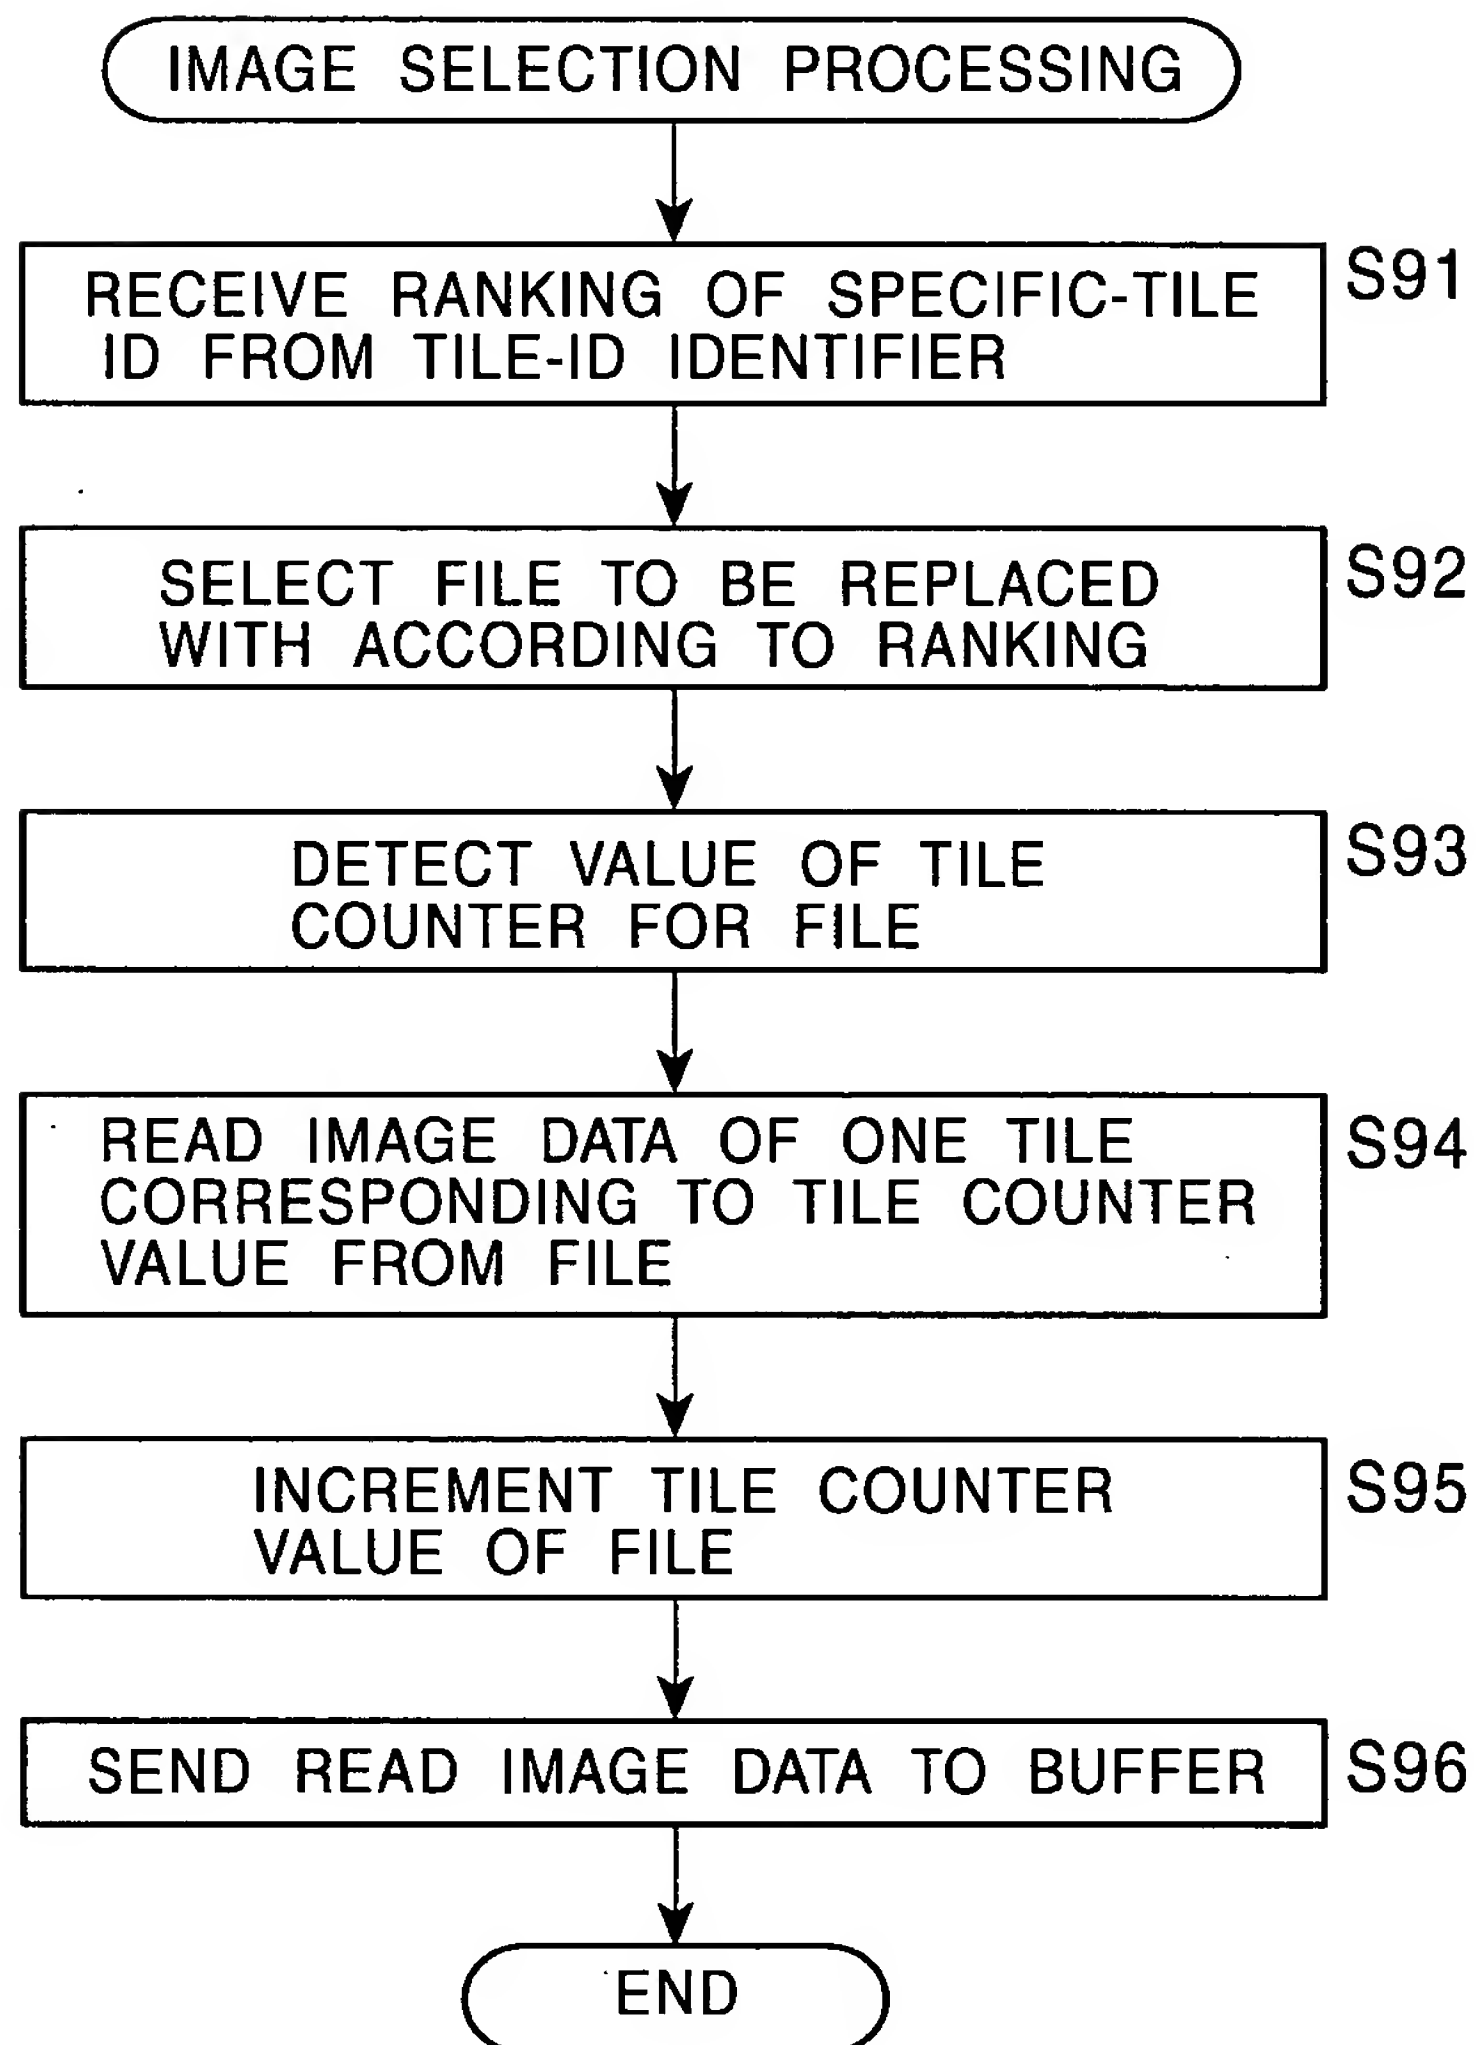 IMAGE SELECTION PROCESSING
RECEIVE RANKING OF SPECIFIC-TILE
ID FROM TILE-ID IDENTIFIER
S91
SELECT FILE TO BE REPLACED
WITH ACCORDING TO RANKING
S92
DETECT VALUE OF TILE
COUNTER FOR FILE
S93
READ IMAGE DATA OF ONE TILE
CORRESPONDING TO TILE COUNTER
VALUE FROM FILE
S94
INCREMENT TILE COUNTER
VALUE OF FILE
S95
SEND READ IMAGE DATA TO BUFFER
S96
END